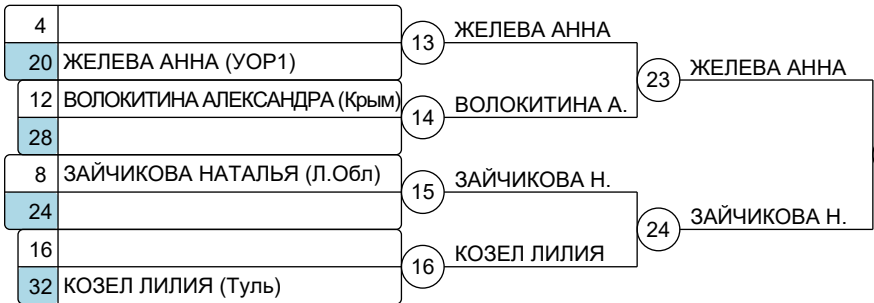 4
13 ЖЕЛЕВА АННА
20 ЖЕЛЕВА АННА (УОР1)
23 ЖЕЛЕВА АННА
12 ВОЛОКИТИНА АЛЕКСАНДРА (Крым)
14 ВОЛОКИТИНА А.
28
8 ЗАЙЧИКОВА НАТАЛЬЯ (Л.Обл)
15 ЗАЙЧИКОВА Н.
24
24 ЗАЙЧИКОВА Н.
16
16 КОЗЕЛ ЛИЛИЯ
32 КОЗЕЛ ЛИЛИЯ (Туль)